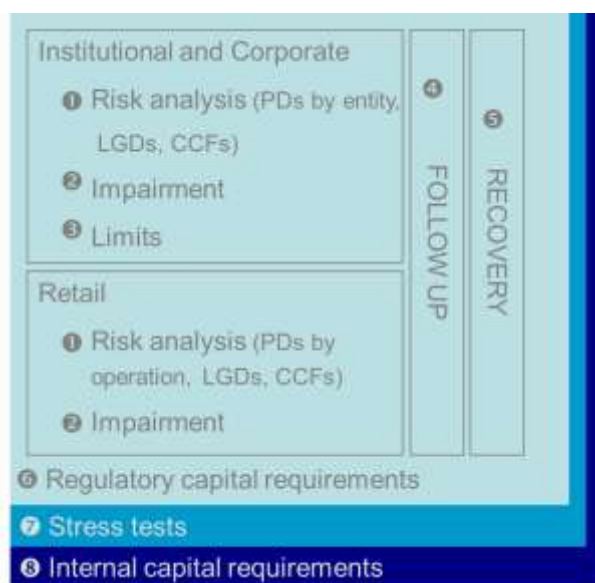 Institutional and Corporate
❶ Risk analysis (PDs by entity,
LGDs, CCFs)
❷ Impairment
❸ Limits
Retail
❶ Risk analysis (PDs by
operation, LGDs, CCFs)
❷ Impairment
❹
FOLLOW UP
❺
RECOVERY
❻ Regulatory capital requirements
❼ Stress tests
❽ Internal capital requirements